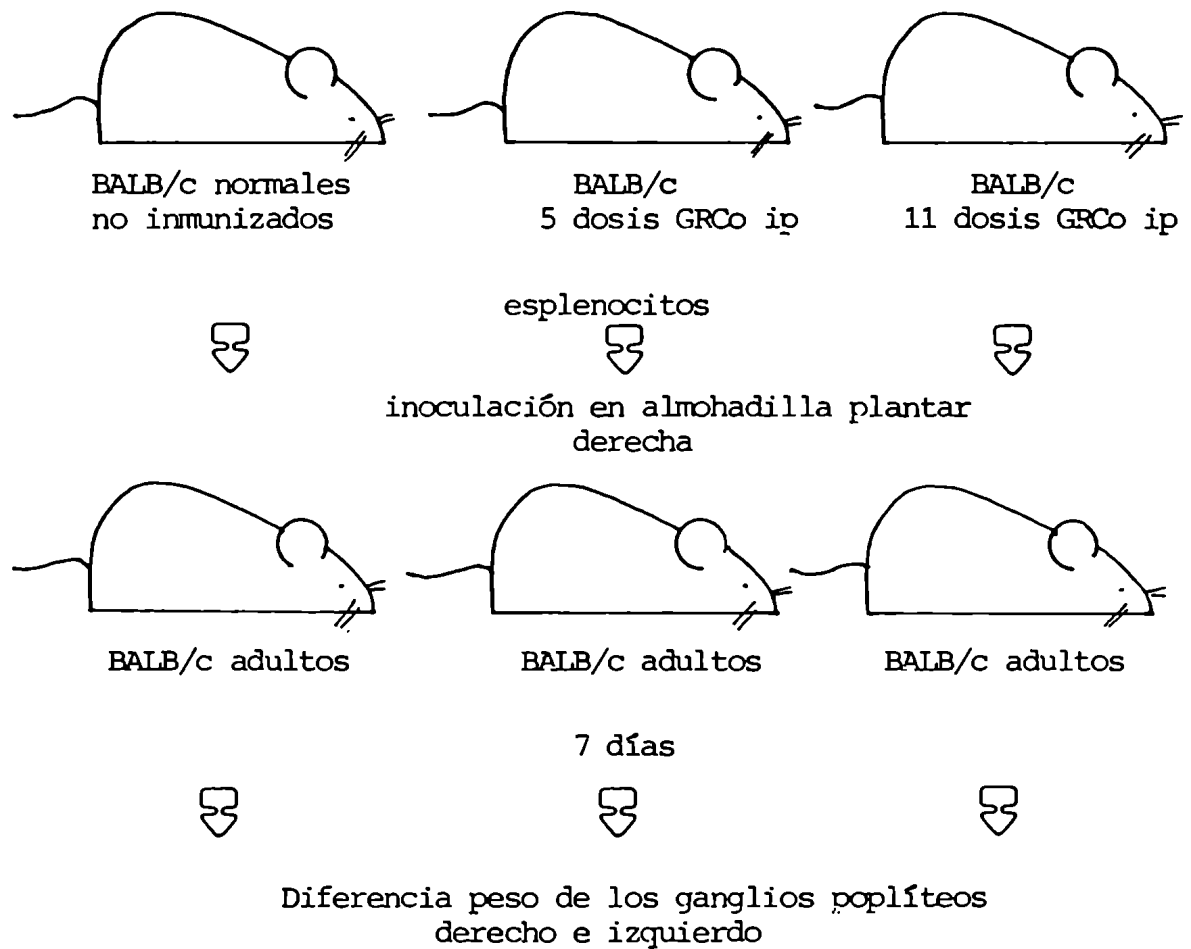 BALB/c normales
no inmunizados
BALB/c
5 dosis GRCo ip
BALB/c
11 dosis GRCo ip
esplenocitos
inoculación en almohadilla plantar
derecha
BALB/c adultos
BALB/c adultos
BALB/c adultos
7 días
Diferencia peso de los ganglios poplíteos
derecho e izquierdo